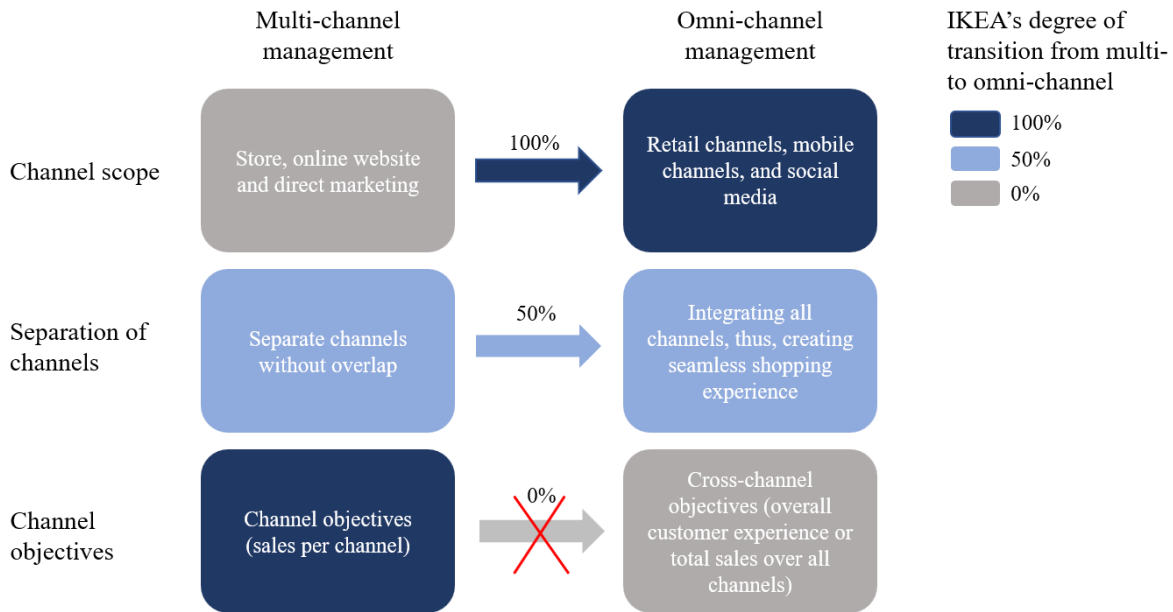 Multi-channel
management
Omni-channel
management
IKEA's degree of
transition from multi-
to omni-channel
100%
50%
0%
Channel scope
Store, online website
and direct marketing
100%
Retail channels, mobile
channels, and social
media
Separation of
channels
Separate channels
without overlap
50%
Integrating all
channels, thus, creating
seamless shopping
experience
Channel
objectives
Channel objectives
(sales per channel)
0%
Cross-channel
objectives (overall
customer experience or
total sales over all
channels)